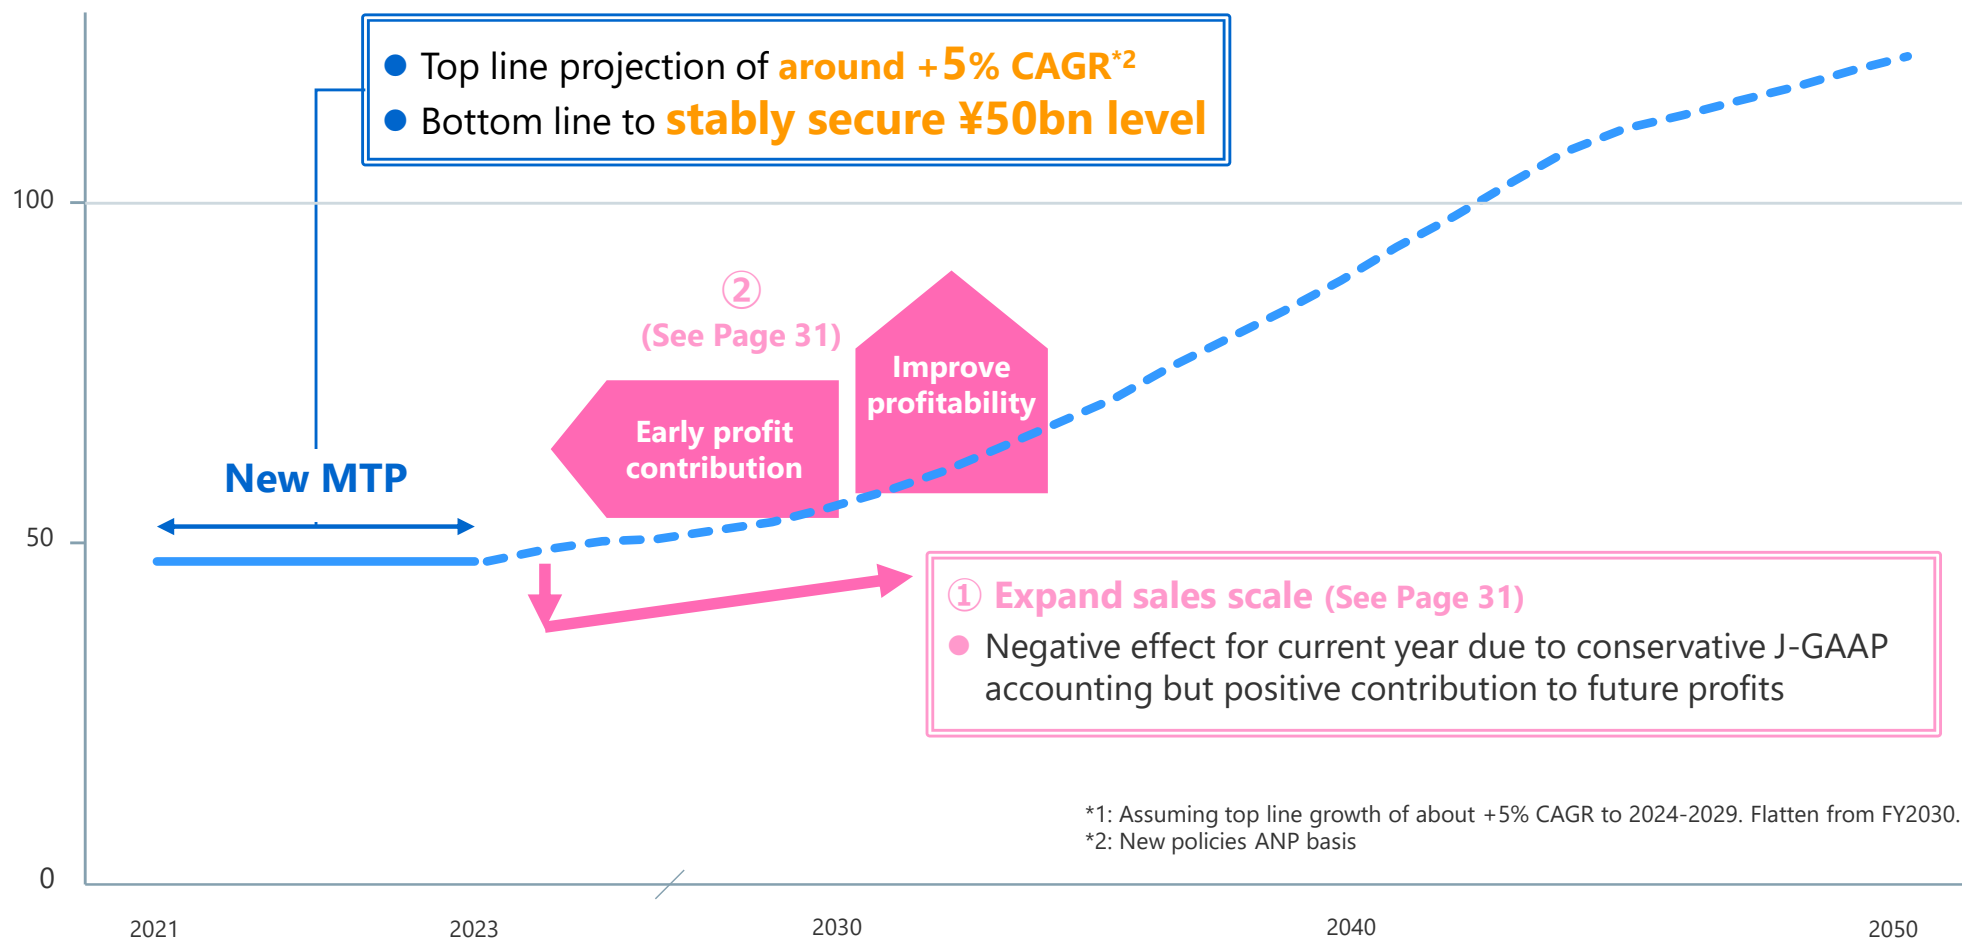 ● Top line projection of around +5% CAGR*2
● Bottom line to stably secure ¥50bn level
100
②
(See Page 31)
Improve
profitability
Early profit
contribution
New MTP
50
① Expand sales scale (See Page 31)
● Negative effect for current year due to conservative J-GAAP
accounting but positive contribution to future profits
*1: Assuming top line growth of about +5% CAGR to 2024-2029. Flatten from FY2030.
*2: New policies ANP basis
0
2021
2023
2030
2040
2050